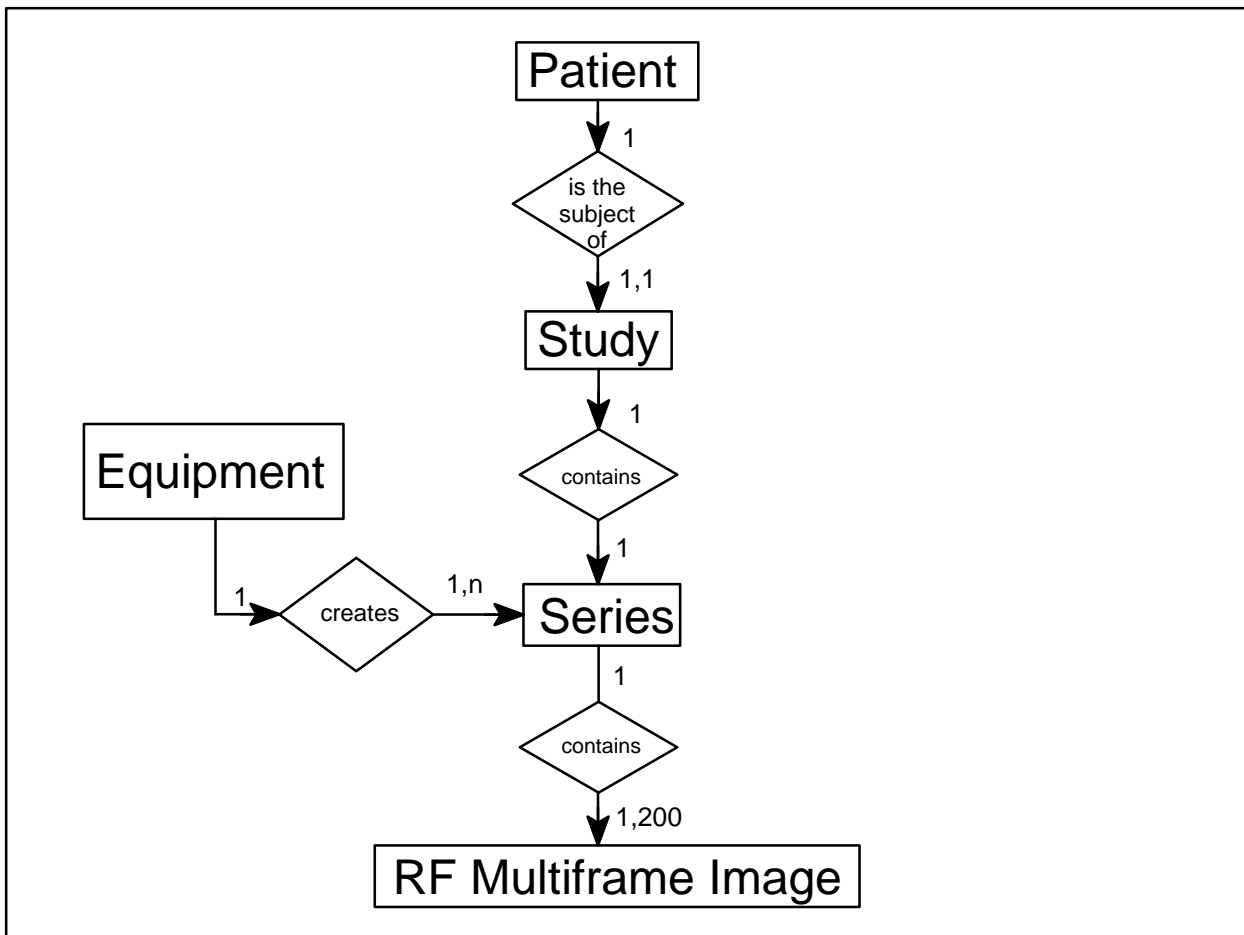 Patient
1
is the
subject
of
1,1
Study
1
contains
Equipment
1
1
creates
1,n
Series
1
contains
1,200
RF Multiframe Image